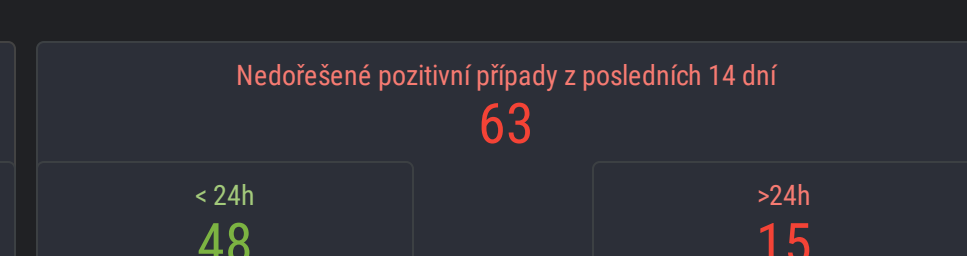 Nedořešené pozitivní případy z posledních 14 dní
63
< 24h
>24h
48
15